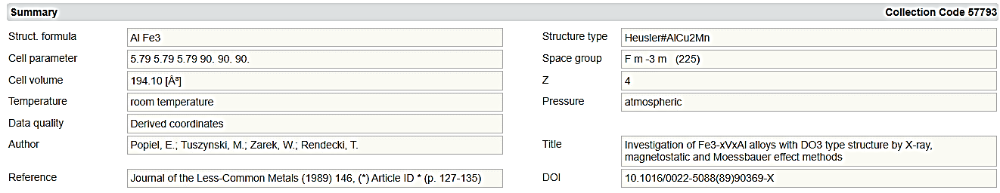 Summary Collection Code 57793
Struct. formula Al Fe3 Structure type Heusler#AlCu2Mn
Cell parameter 5.79 5.79 5.79 90. 90. 90. Space group F m -3 m (225)
Cell volume 194.10 [Å³] Z 4
Temperature room temperature Pressure atmospheric
Data quality Derived coordinates
Author Popiel, E.; Tuszynski, M.; Zarek, W.; Rendecki, T. Title Investigation of Fe3-xVxAl alloys with DO3 type structure by X-ray,
magnetostatic and Moessbauer effect methods
Reference Journal of the Less-Common Metals (1989) 146, (*) Article ID * (p. 127-135) DOI 10.1016/0022-5088(89)90369-X